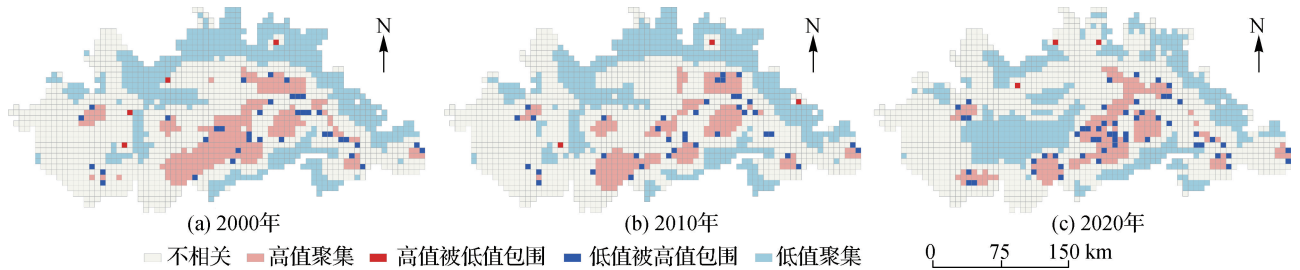 N
N
N
(a) 2000年
(b) 2010年
(c) 2020年
不相关 高值聚集 高值被低值包围 低值被高值包围 低值聚集
0 75 150 km